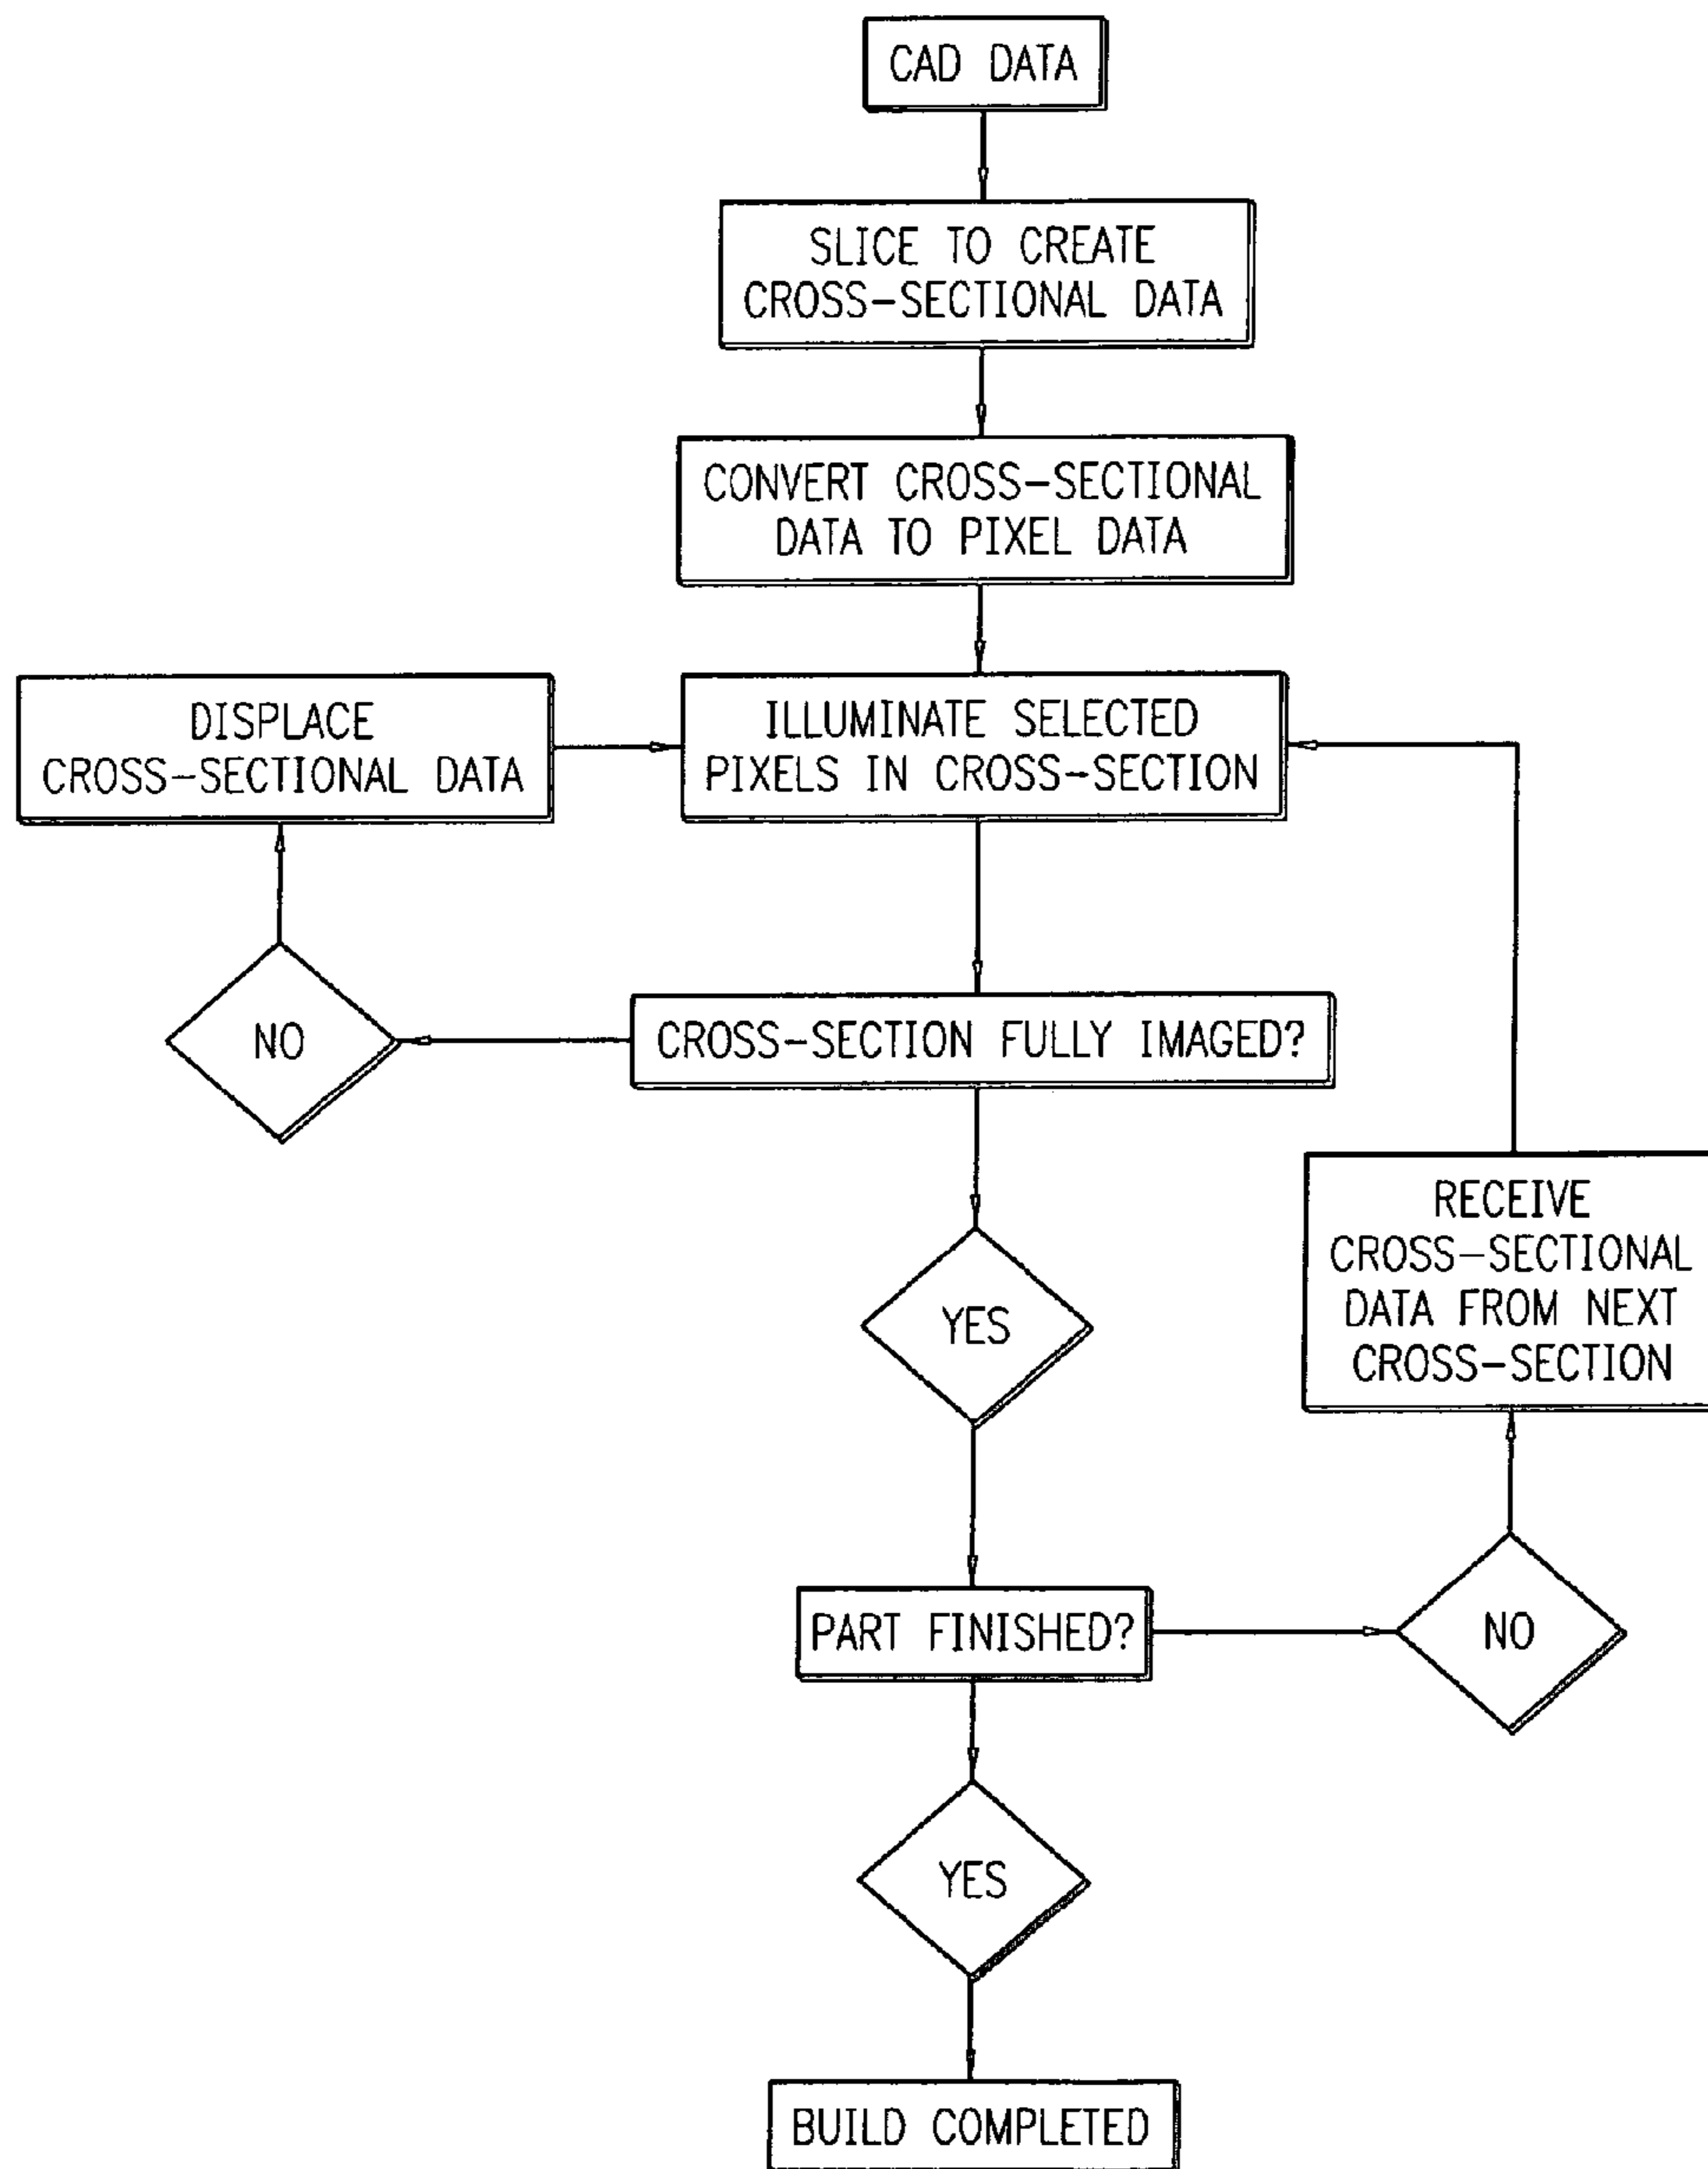 CAD DATA
SLICE TO CREATE
CROSS-SECTIONAL DATA
CONVERT CROSS-SECTIONAL
DATA TO PIXEL DATA
DISPLACE
CROSS-SECTIONAL DATA
ILLUMINATE SELECTED
PIXELS IN CROSS-SECTION
NO
CROSS-SECTION FULLY IMAGED?
YES
RECEIVE
CROSS-SECTIONAL
DATA FROM NEXT
CROSS-SECTION
PART FINISHED?
NO
YES
BUILD COMPLETED